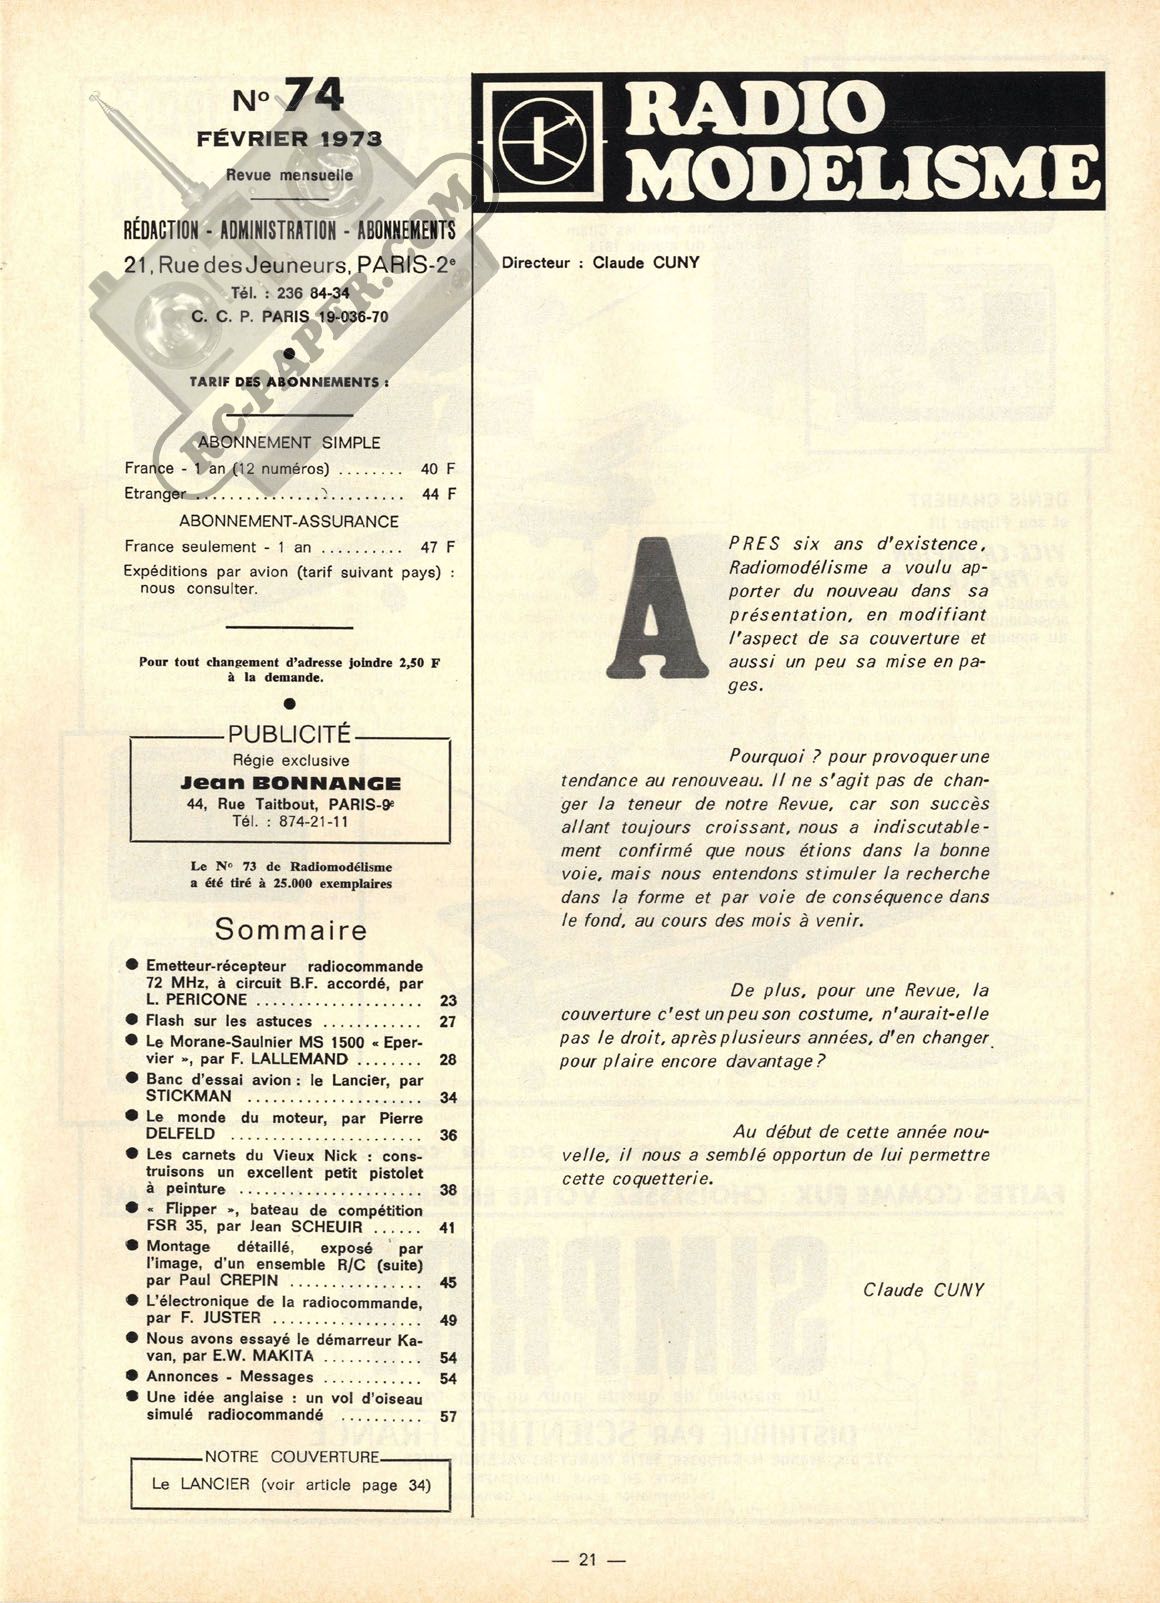 N° 74
FÉVRIER 1973
Revue mensuelle
RÉDACTION - ADMINISTRATION - ABONNEMENTS
21, Rue des Jeuneurs, PARIS-2e
Tél. : 236 84-34
C. C. P. PARIS 19-036-70
TARIF DES ABONNEMENTS :
ABONNEMENT SIMPLE
France - 1 an (12 numéros) ........ 40 F
Etranger ......................... 44 F
ABONNEMENT-ASSURANCE
France seulement - 1 an .......... 47 F
Expéditions par avion (tarif suivant pays) :
nous consulter.
Pour tout changement d'adresse joindre 2,50 F
à la demande.
PUBLICITÉ
Régie exclusive
Jean BONNANGE
44, Rue Taitbout, PARIS-9e
Tél. : 874-21-11
Le N° 73 de Radiomodélisme
a été tiré à 25.000 exemplaires
Sommaire
● Emetteur-récepteur radiocommande
72 MHz, à circuit B.F. accordé, par
L. PERICONE .................... 23
● Flash sur les astuces ............ 27
● Le Morane-Saulnier MS 1500 « Eper-
vier », par F. LALLEMAND ........ 28
● Banc d'essai avion : le Lancier, par
STICKMAN ..................... 34
● Le monde du moteur, par Pierre
DELFELD ....................... 36
● Les carnets du Vieux Nick : cons-
truisons un excellent petit pistolet
à peinture ...................... 38
● « Flipper », bateau de compétition
FSR 35, par Jean SCHEUIR ...... 41
● Montage détaillé, exposé par
l'image, d'un ensemble R/C (suite)
par Paul CREPIN ................ 45
● L'électronique de la radiocommande,
par F. JUSTER .................. 49
● Nous avons essayé le démarreur Ka-
van, par E.W. MAKITA ............ 54
● Annonces - Messages ............ 54
● Une idée anglaise : un vol d'oiseau
simulé radiocommandé .......... 57
NOTRE COUVERTURE
Le LANCIER (voir article page 34)
RADIO
MODELISME
Directeur : Claude CUNY
APRES six ans d'existence,
Radiomodélisme a voulu ap-
porter du nouveau dans sa
présentation, en modifiant
l'aspect de sa couverture et
aussi un peu sa mise en pa-
ges.
Pourquoi ? pour provoquer une
tendance au renouveau. Il ne s'agit pas de chan-
ger la teneur de notre Revue, car son succès
allant toujours croissant, nous a indiscutable-
ment confirmé que nous étions dans la bonne
voie, mais nous entendons stimuler la recherche
dans la forme et par voie de conséquence dans
le fond, au cours des mois à venir.
De plus, pour une Revue, la
couverture c'est un peu son costume, n'aurait-elle
pas le droit, après plusieurs années, d'en changer
pour plaire encore davantage ?
Au début de cette année nou-
velle, il nous a semblé opportun de lui permettre
cette coquetterie.
Claude CUNY
— 21 —
RC-PAPER.COM